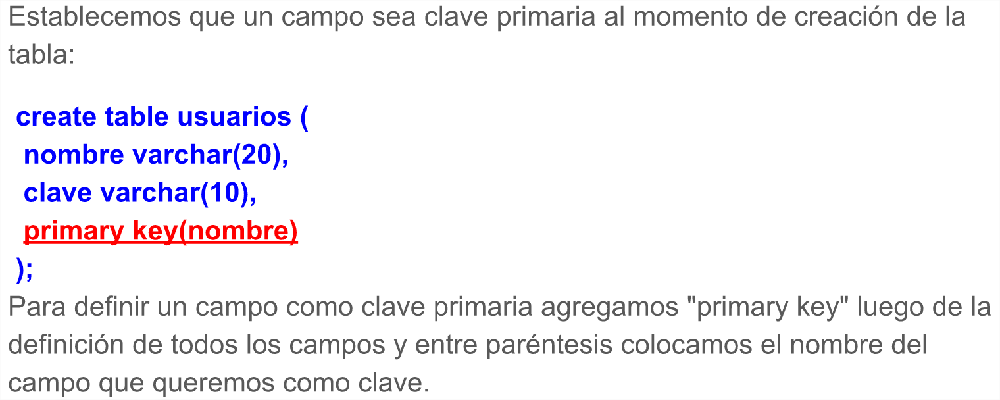 Establecemos que un campo sea clave primaria al momento de creación de la
tabla:
create table usuarios (
nombre varchar(20),
clave varchar(10),
primary key(nombre)
);
Para definir un campo como clave primaria agregamos "primary key" luego de la
definición de todos los campos y entre paréntesis colocamos el nombre del
campo que queremos como clave.